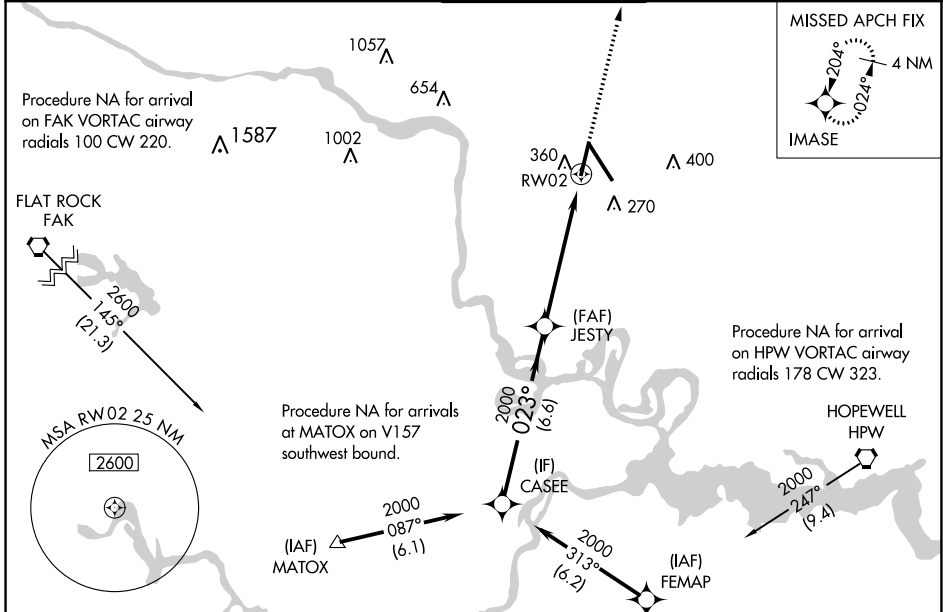 MISSED APCH FIX
204°
024°
4 NM
IMASE
1057
654
Procedure NA for arrival
on FAK VORTAC airway
radials 100 CW 220.
1587
1002
360
RW02
400
270
FLAT ROCK
FAK
2600
145°
(21.3)
(FAF)
JESTY
Procedure NA for arrival
on HPW VORTAC airway
radials 178 CW 323.
2000
023°
(6.6)
MSA RW02 25 NM
2600
Procedure NA for arrivals
at MATOX on V157
southwest bound.
HOPEWELL
HPW
(IF)
CASEE
2000
247°
(9.4)
2000
087°
(6.1)
(IAF)
MATOX
2000
313°
(6.2)
(IAF)
FEMAP